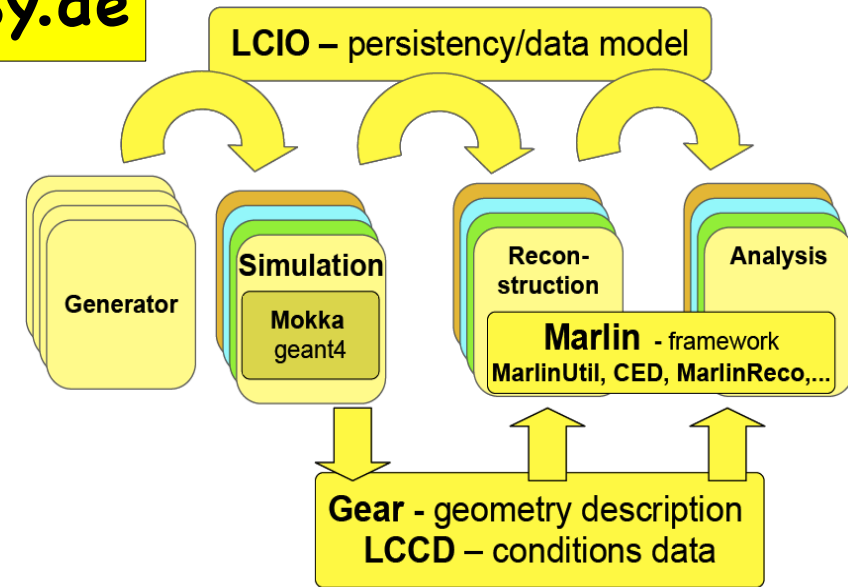 y.de
LCIO – persistency/data model
Generator
Simulation
Mokka
geant4
Recon-
struction
Analysis
Marlin - framework
MarlinUtil, CED, MarlinReco,...
Gear - geometry description
LCCD – conditions data